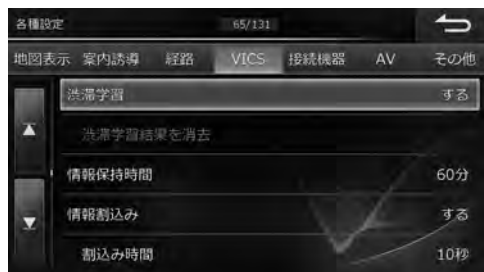 各種設定 65/131
地図表示 案内誘導 経路 VICS 接続機器 AV その他
渋滞学習 する
渋滞学習結果を消去
情報保持時間 60分
情報割込み する
割込み時間 10秒